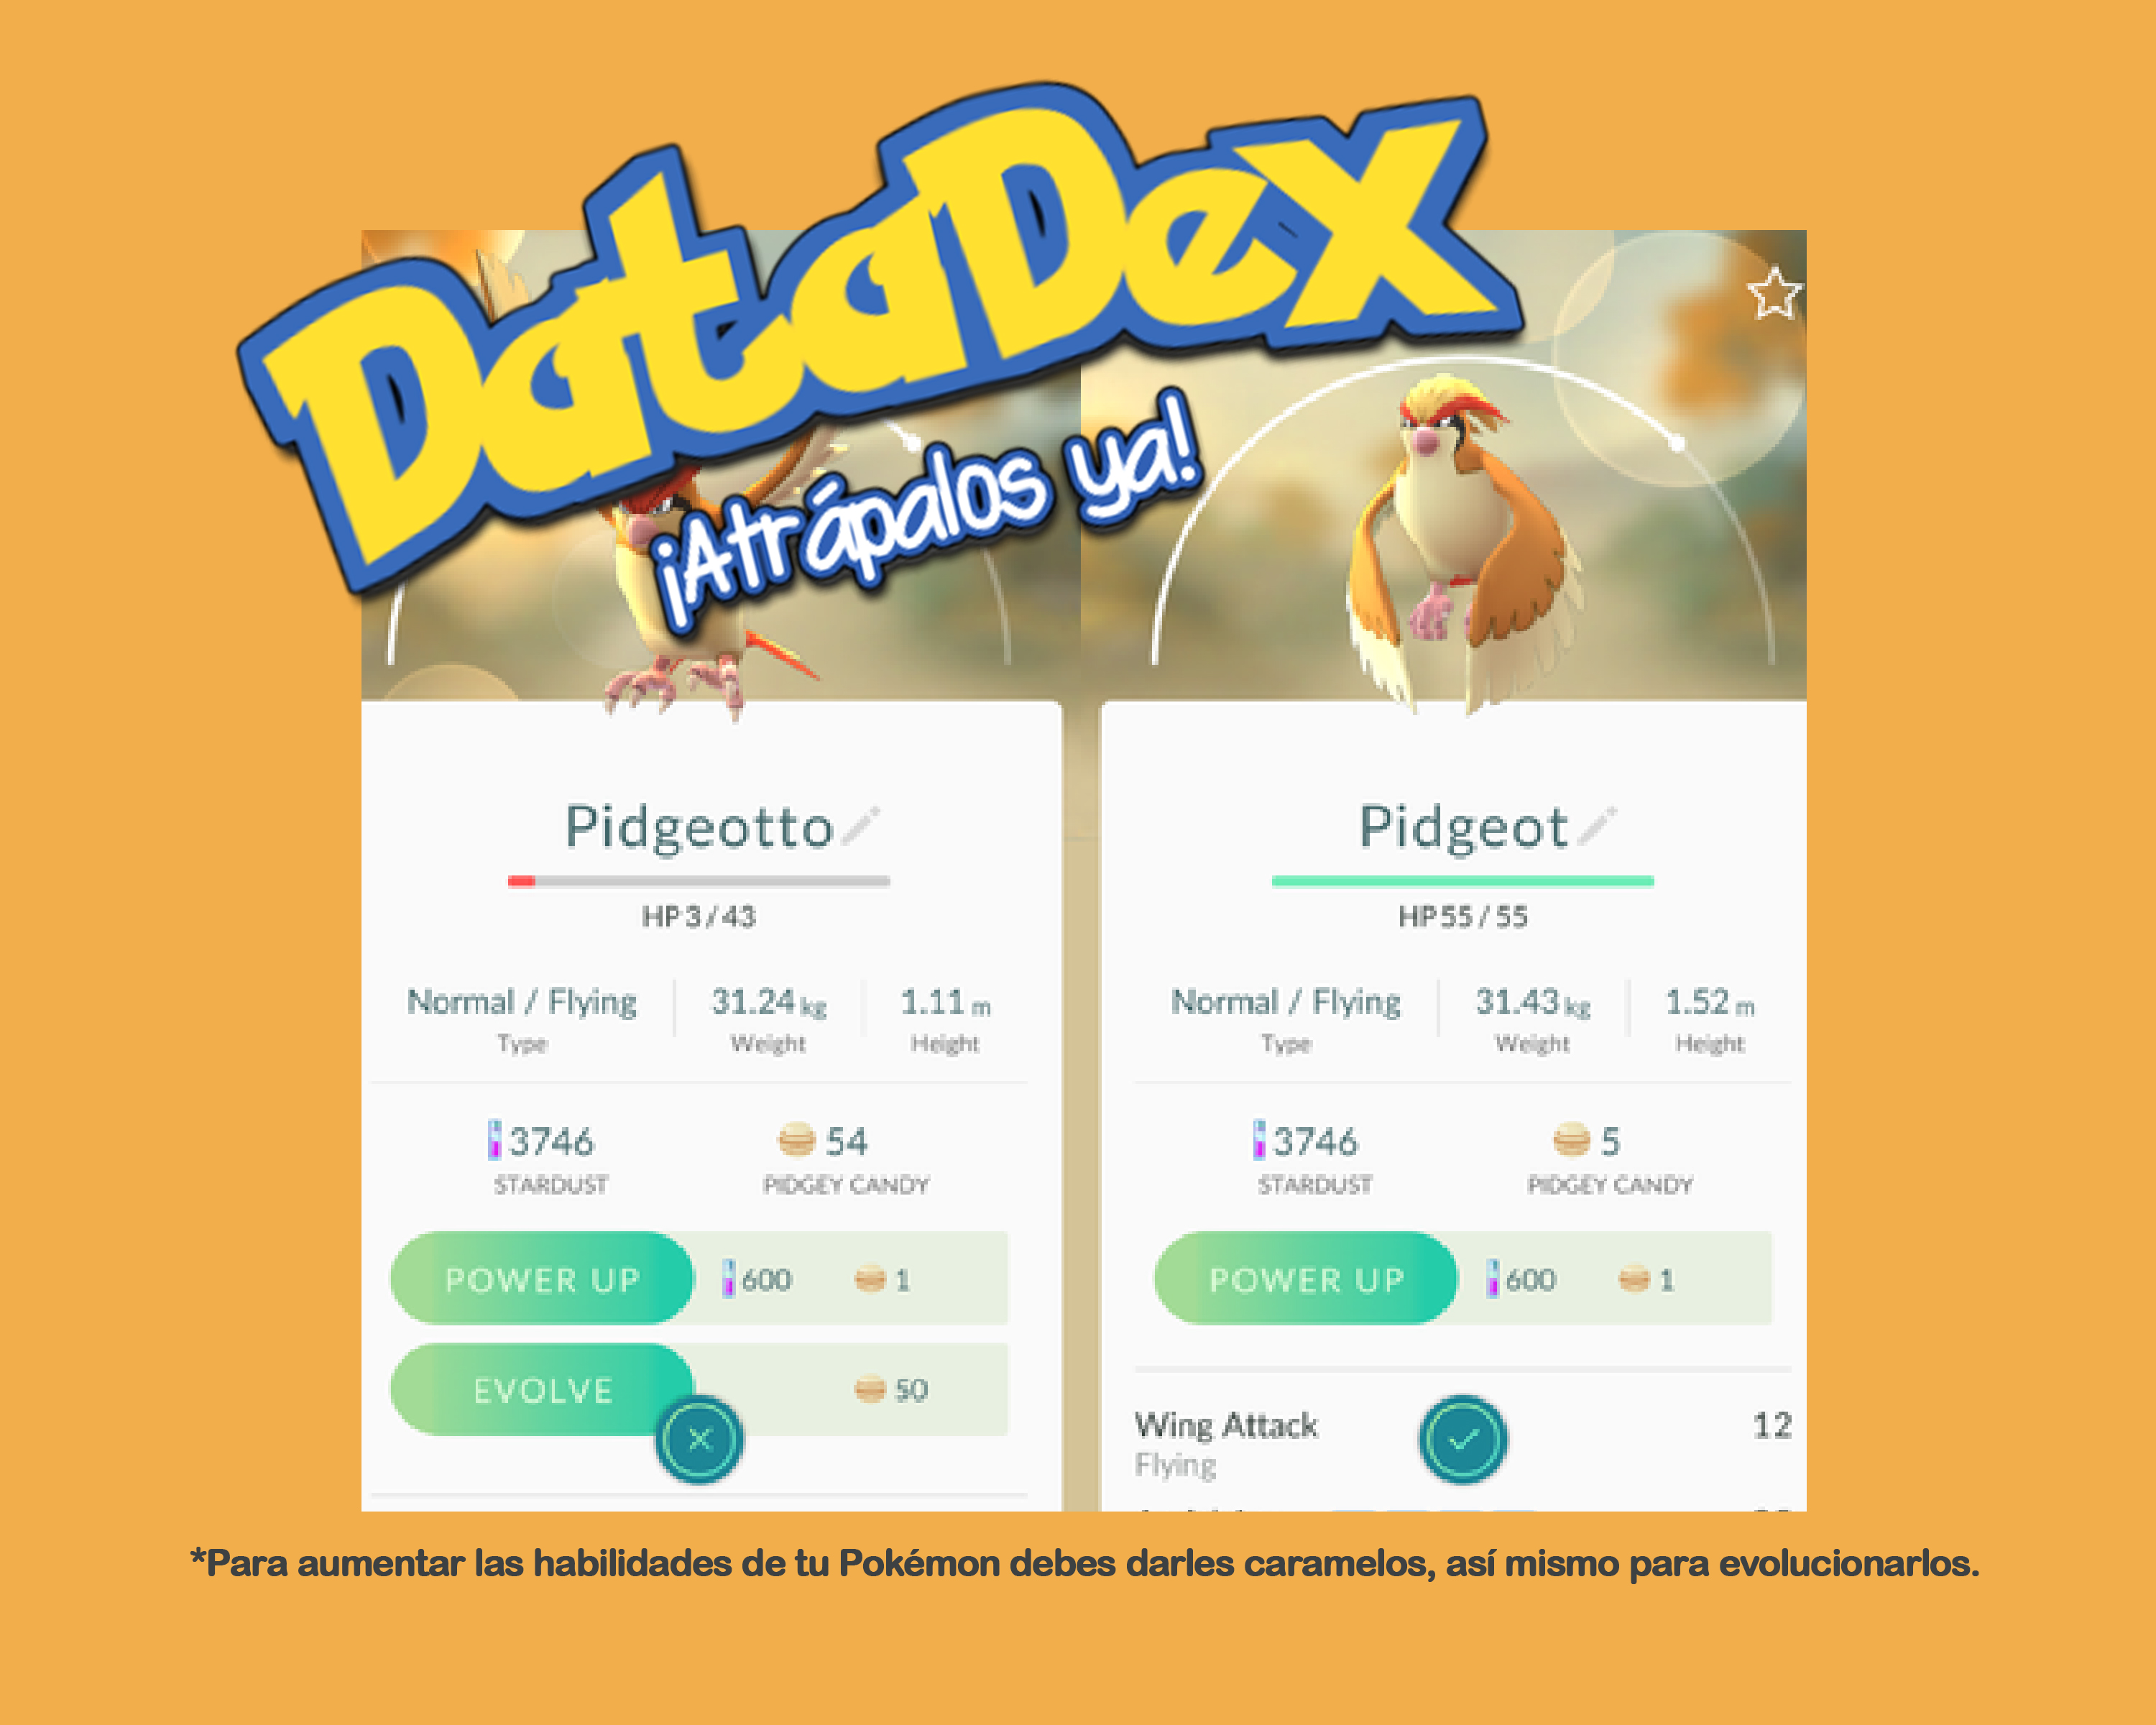 DataDex
¡Atrápalos ya!
Pidgeotto
HP 3 / 43
Normal / Flying
Type
31.24 kg
Weight
1.11 m
Height
3746
STARDUST
54
PIDGEY CANDY
POWER UP
600
1
EVOLVE
50
Pidgeot
HP 55 / 55
Normal / Flying
Type
31.43 kg
Weight
1.52 m
Height
3746
STARDUST
5
PIDGEY CANDY
POWER UP
600
1
Wing Attack
12
Flying
*Para aumentar las habilidades de tu Pokémon debes darles caramelos, así mismo para evolucionarlos.